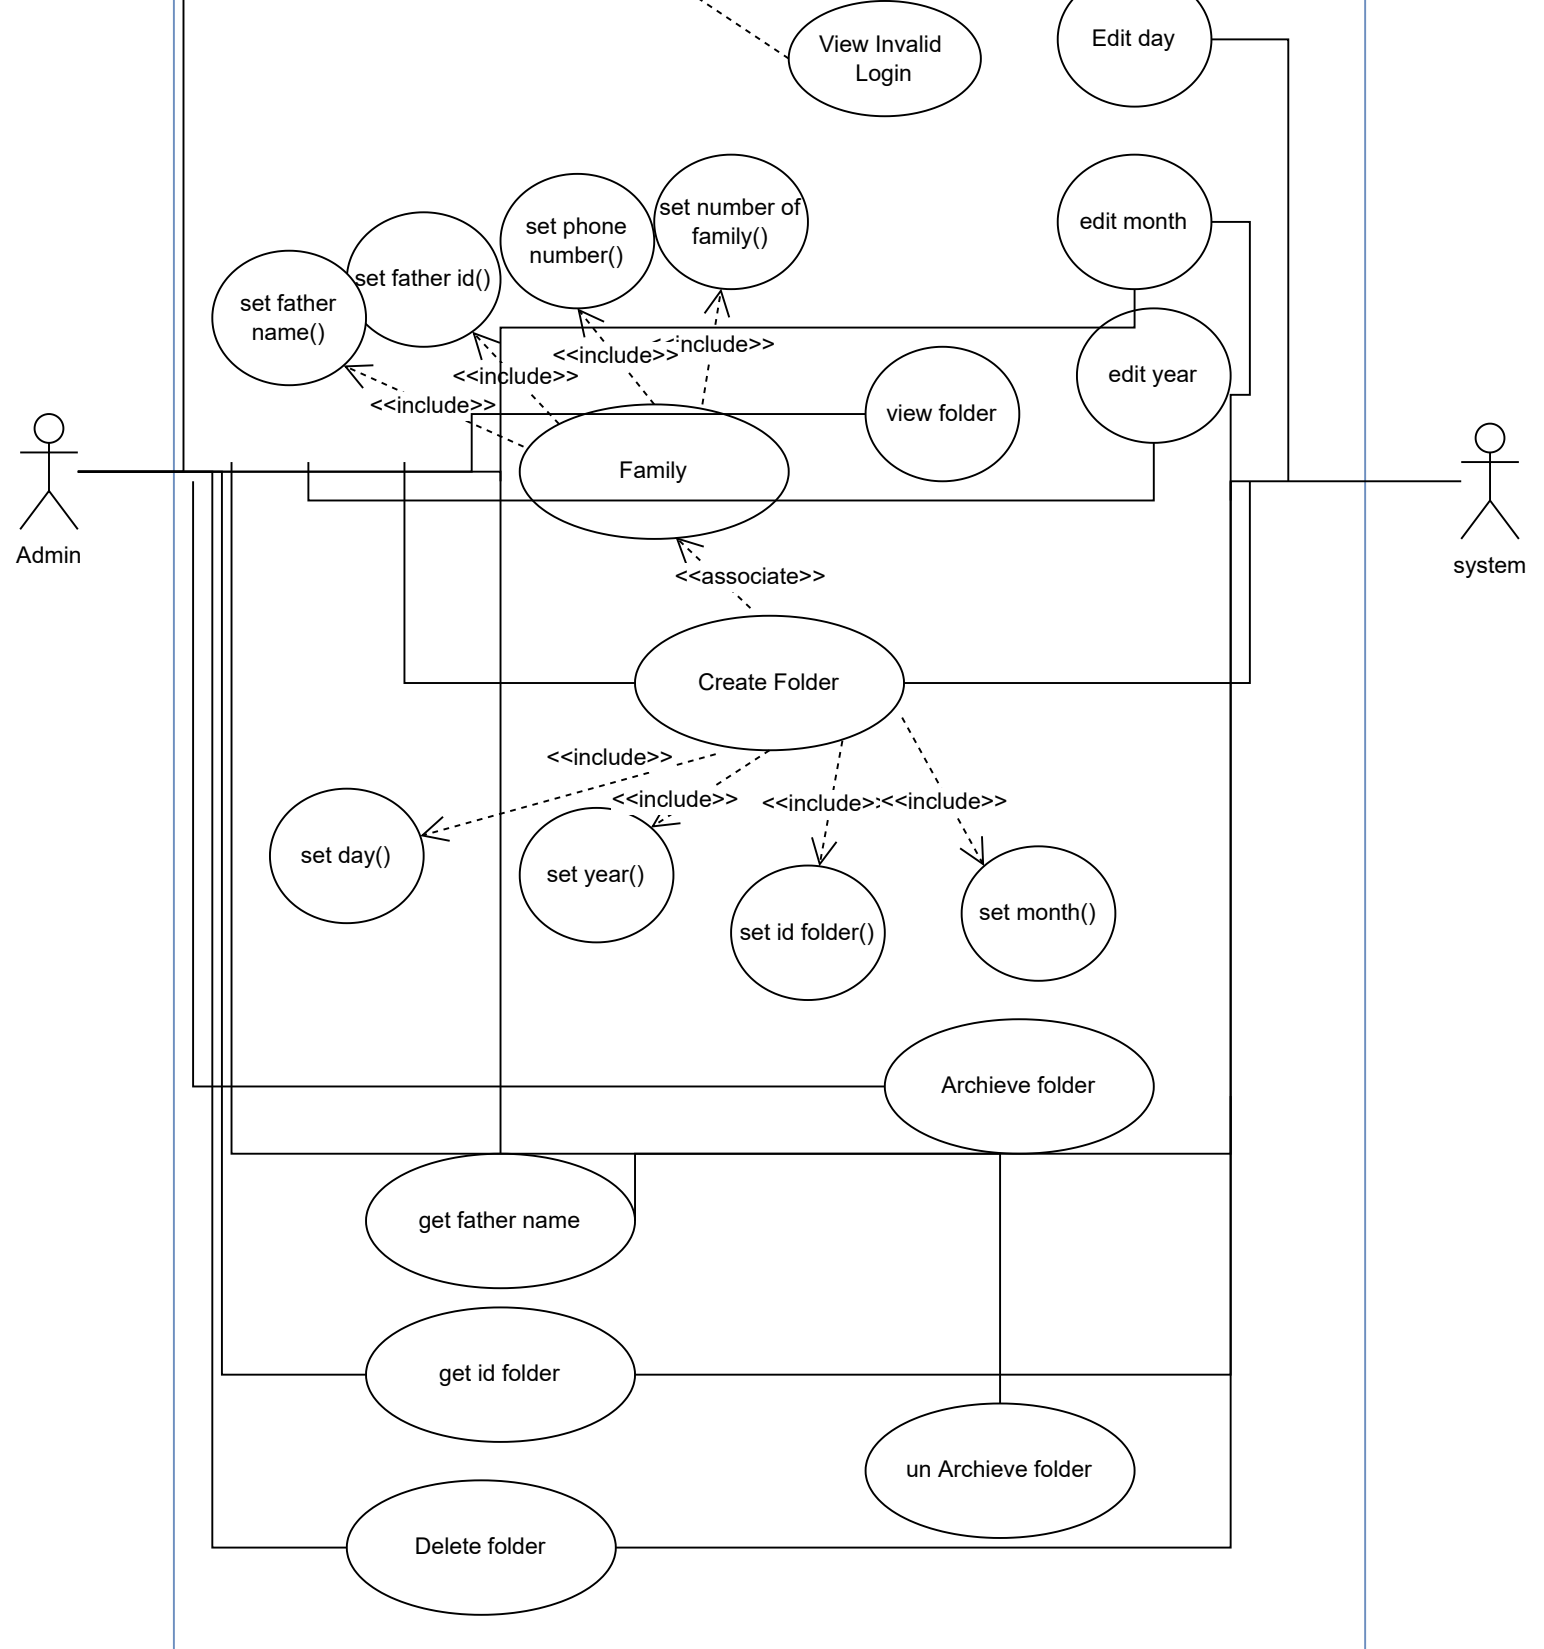 View Invalid
Login
Edit day
set number of
family()
set phone
number()
edit month
set father id()
set father
name()
<<include>>
<<include>>
<<include>>
<<include>>
edit year
view folder
Family
Admin
system
<<associate>>
Create Folder
<<include>>
<<include>>
<<include>>
<<include>>
set day()
set year()
set id folder()
set month()
Archieve folder
get father name
get id folder
un Archieve folder
Delete folder